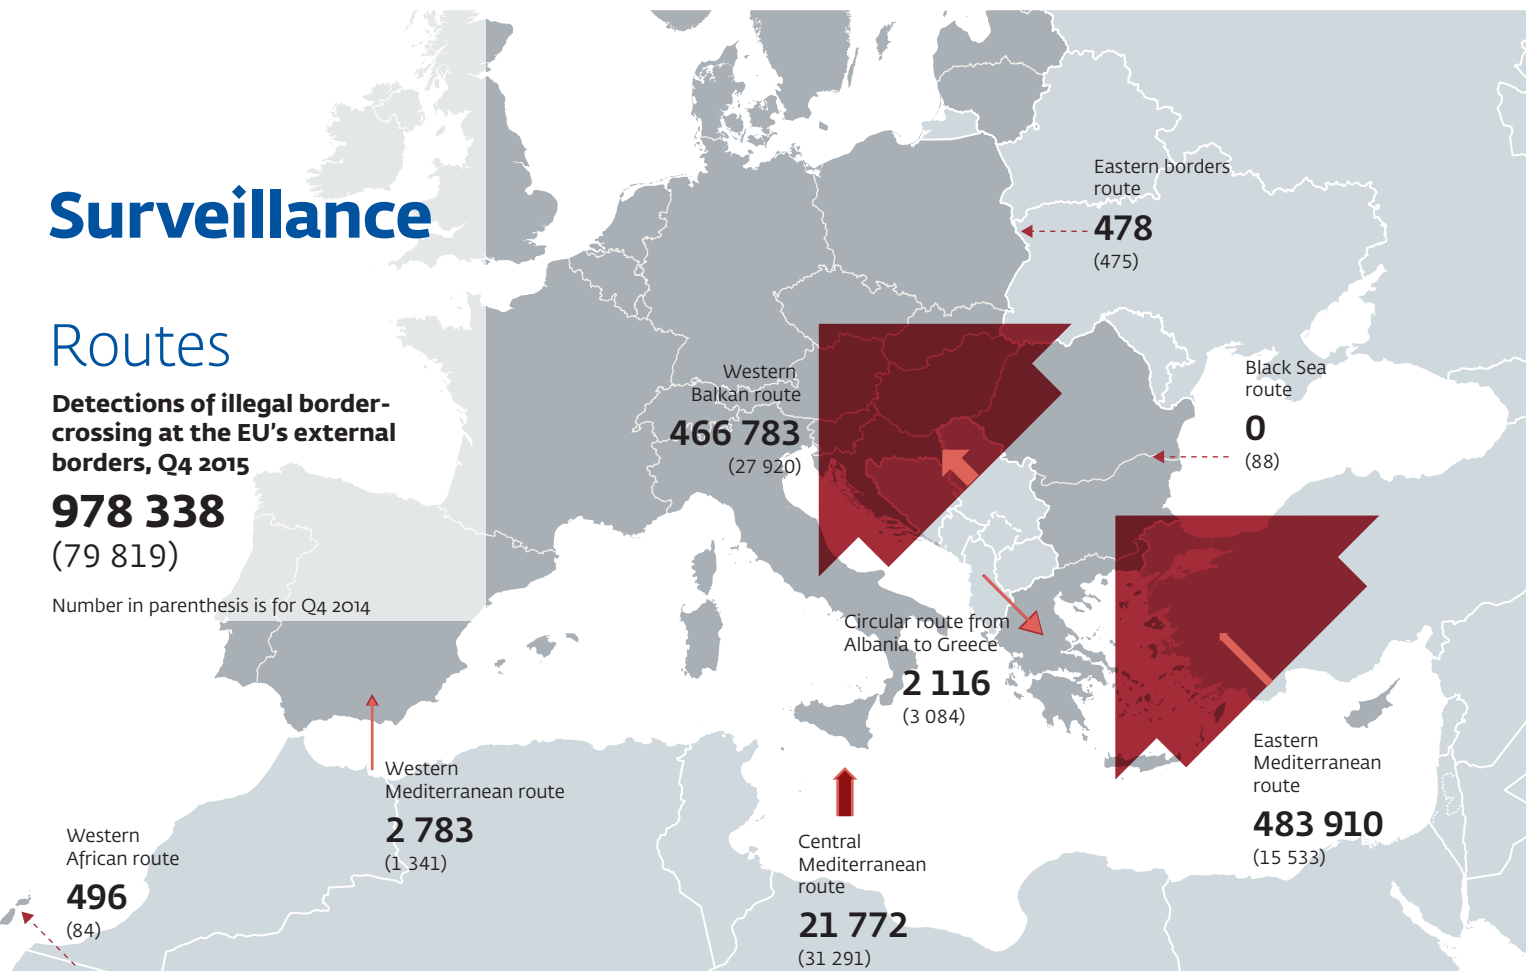 Surveillance
Routes
Detections of illegal border-
crossing at the EU's external
borders, Q4 2015
978 338
(79 819)
Number in parenthesis is for Q4 2014
Eastern borders
route
478
(475)
Western
Balkan route
466 783
(27 920)
Black Sea
route
0
(88)
Circular route from
Albania to Greece
2 116
(3 084)
Eastern
Mediterranean
route
483 910
(15 533)
Western
Mediterranean route
2 783
(1 341)
Western
African route
496
(84)
Central
Mediterranean
route
21 772
(31 291)